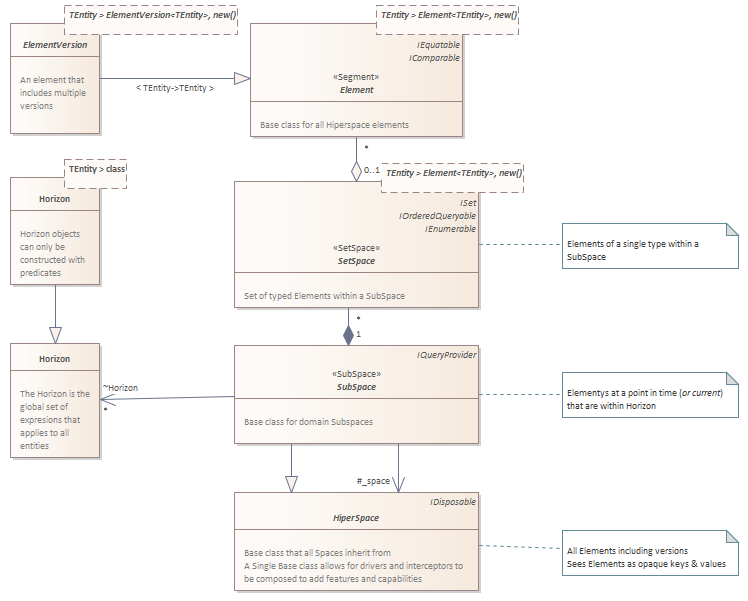 TEntity > ElementVersion<TEntity>, new()
ElementVersion
An element that
includes multiple
versions
< TEntity->TEntity >
TEntity > Element<TEntity>, new()
IEquatable
IComparable
«Segment»
Element
Base class for all Hiperspace elements
*
0..1
TEntity > class
Horizon
Horizon objects
can only be
constructed with
predicates
TEntity > Element<TEntity>, new()
ISet
IOrderedQueryable
IEnumerable
«SetSpace»
SetSpace
Set of typed Elements within a SubSpace
Elements of a single type within a
SubSpace
*
1
Horizon
The Horizon is the
global set of
expresions that
applies to all
entities
~Horizon
*
IQueryProvider
«SubSpace»
SubSpace
Base class for domain Subspaces
Elementys at a point in time (or current)
that are within Horizon
#_space
IDisposable
HiperSpace
Base class that all Spaces inherit from
A Single Base class allows for drivers and interceptors to
be composed to add features and capabilities
All Elements including versions
Sees Elements as opaque keys & values